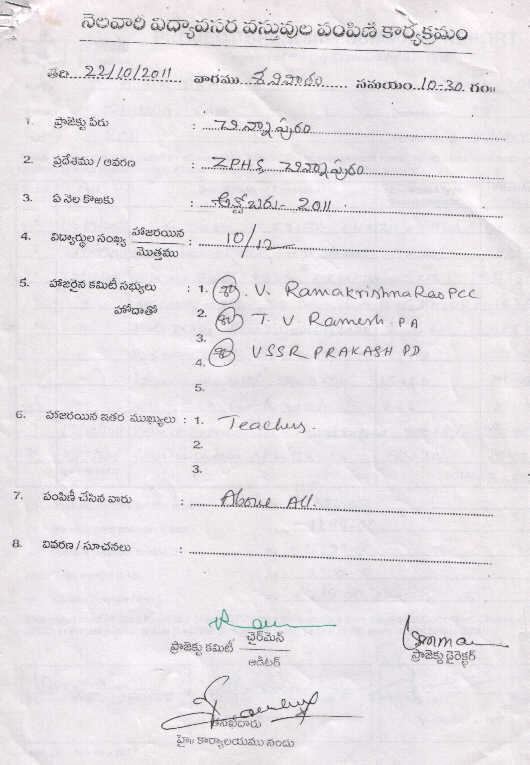 నెలవారి విద్యావసర వస్తువుల పంపిణి కార్యక్రమం
తేది: 22/10/2011 వారము శనివారం సమయం: 10-30 గం॥
1. ప్రాజెక్టు పేరు : చిన్నాపురం
2. ప్రదేశము / ఆవరణ : ZPHS, చిన్నాపురం
3. ఏ నెల కొఱకు : అక్టోబరు- 2011
4. విద్యార్థుల సంఖ్య హాజరయిన / మొత్తము : 10/12
5. హాజరైన కమిటీ సభ్యులు : 1. శ్రీ. V. RamaKrishna Rao PCC
హోదాతో 2. శ్రీ T. V Ramesh PA
3.
4. శ్రీ VSSR PRAKASH PD
5.
6. హాజరయిన ఇతర ముఖ్యులు : 1. Teachers.
2.
3.
7. పంపిణీ చేసిన వారు : Above All.
8. వివరణ / సూచనలు :
ప్రాజెక్టు కమిటీ ఛైర్‌మెన్ / ఆడిటర్
ప్రాజెక్టు డైరెక్టర్
తనిఖీదారు
హై॥ కార్యాలయము నందు